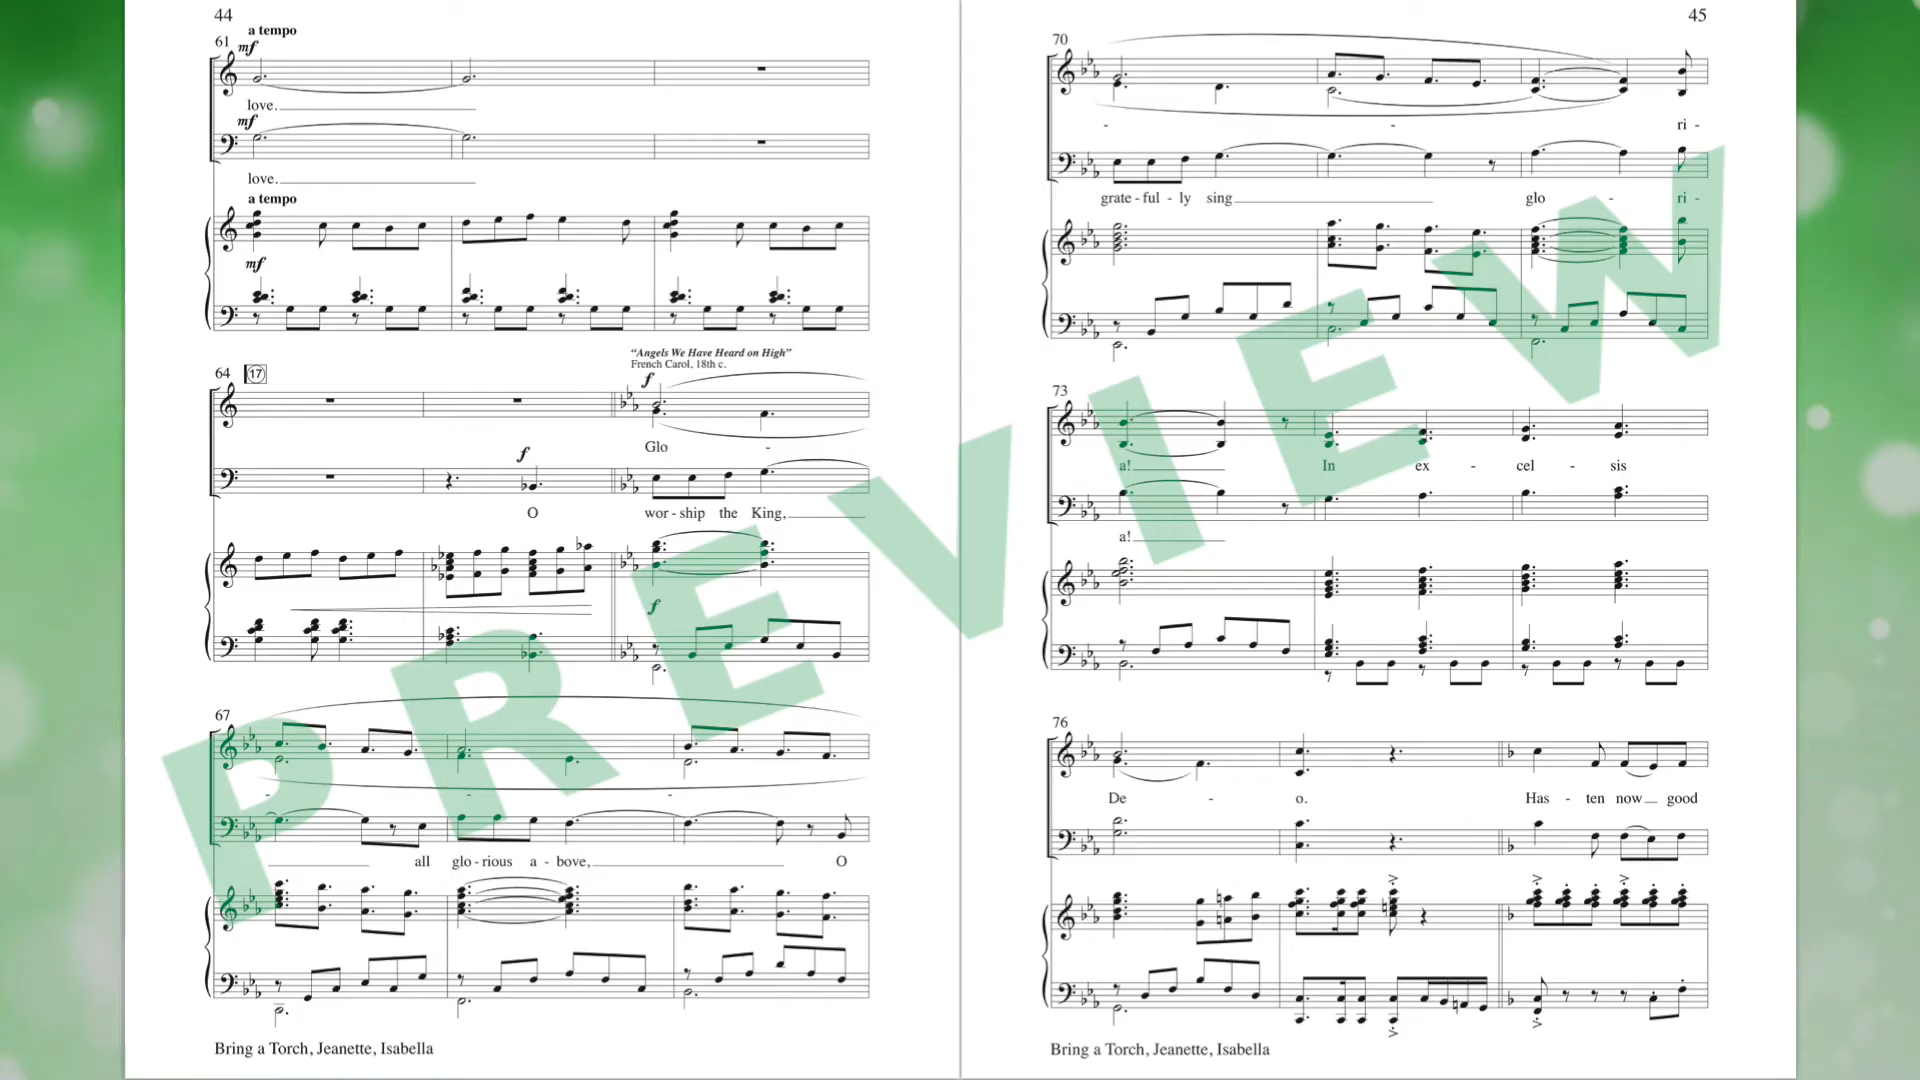 44
61
a tempo
mf
love.
mf
love.
a tempo
mf
64
17
"Angels We Have Heard on High"
French Carol, 18th c.
f
Glo -
f
O wor - ship the King,
f
67
- - -
all glo - rious a - bove, O
Bring a Torch, Jeanette, Isabella
45
70
- - ri -
grate - ful - ly sing glo - ri -
73
a! In ex - cel - sis
a!
76
De - o. Has - ten now good
Bring a Torch, Jeanette, Isabella
PREVIEW